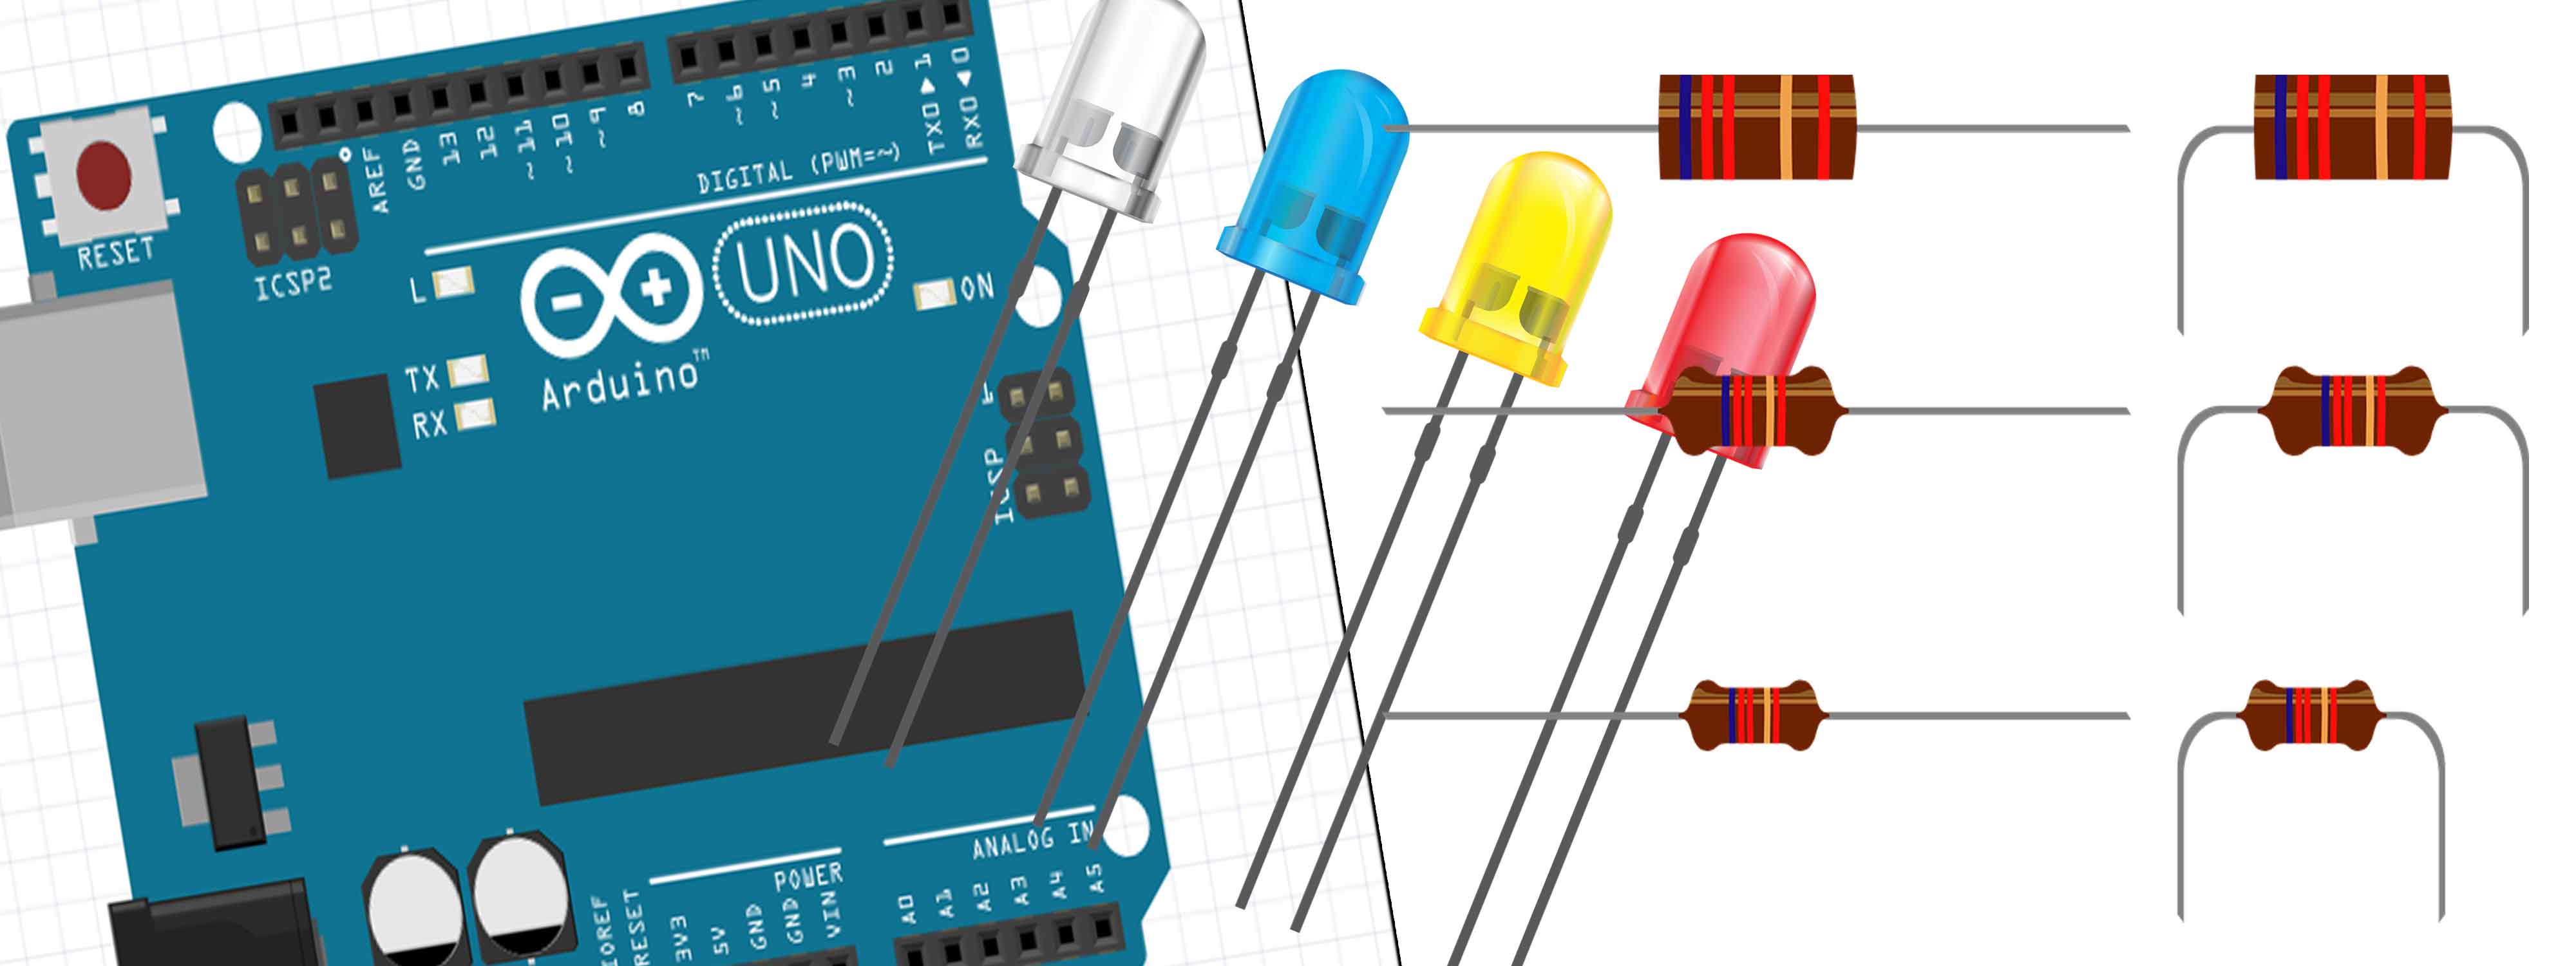 AREF
GND
13
12
~11
~10
~9
8
7
~6
~5
4
~3
2
TX0▶1
RX0◀0
DIGITAL (PWM=~)
RESET
ICSP2
L
UNO
ON
TX
RX
Arduino™
1
ICSP
ANALOG IN
POWER
IOREF
RESET
3V3
5V
GND
GND
VIN
A0
A1
A2
A3
A4
A5